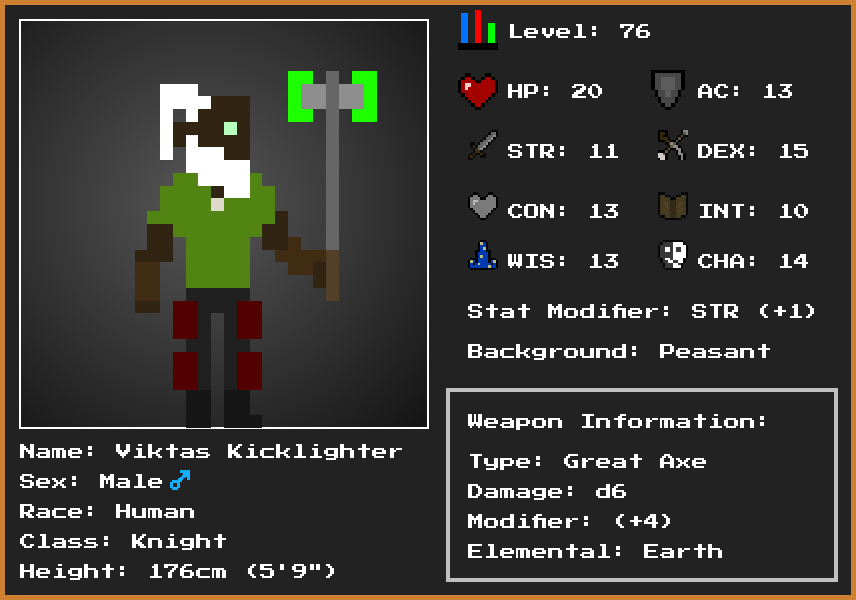 Level: 76
HP: 20
AC: 13
STR: 11
DEX: 15
CON: 13
INT: 10
WIS: 13
CHA: 14
Stat Modifier: STR (+1)
Background: Peasant
Weapon Information:
Type: Great Axe
Damage: d6
Modifier: (+4)
Elemental: Earth
Name: Viktas Kicklighter
Sex: Male♂
Race: Human
Class: Knight
Height: 176cm (5'9")